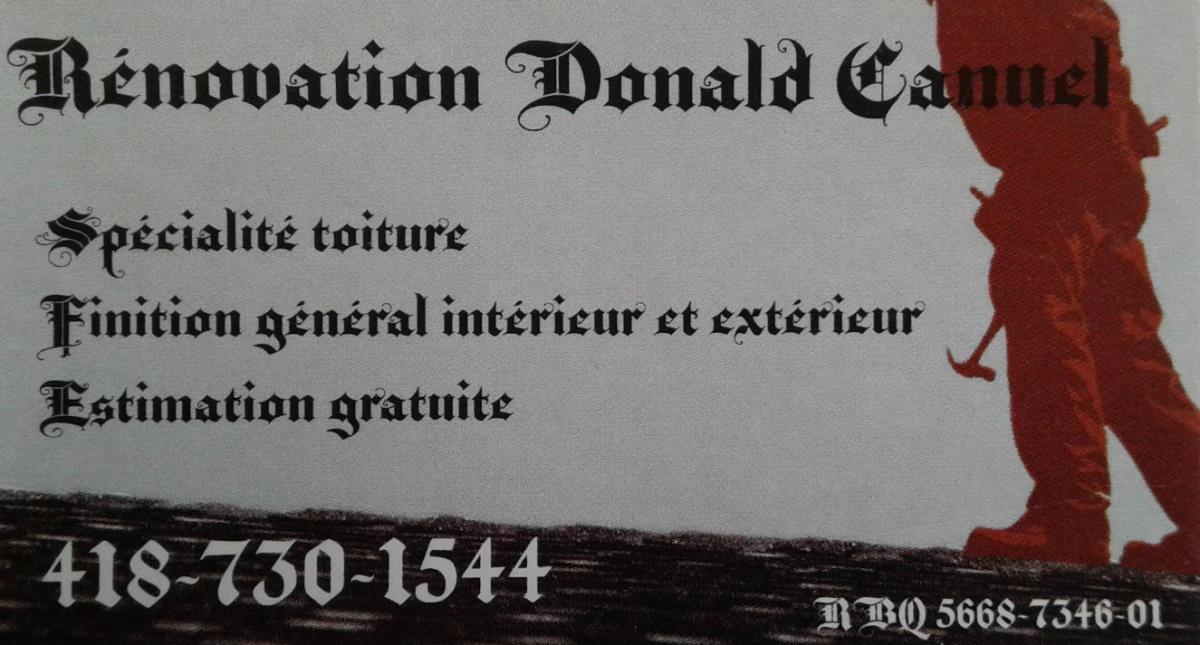 Rénovation Donald Canuel
Spécialité toiture
Finition général intérieur et extérieur
Estimation gratuite
418-730-1544
RBQ 5668-7346-01